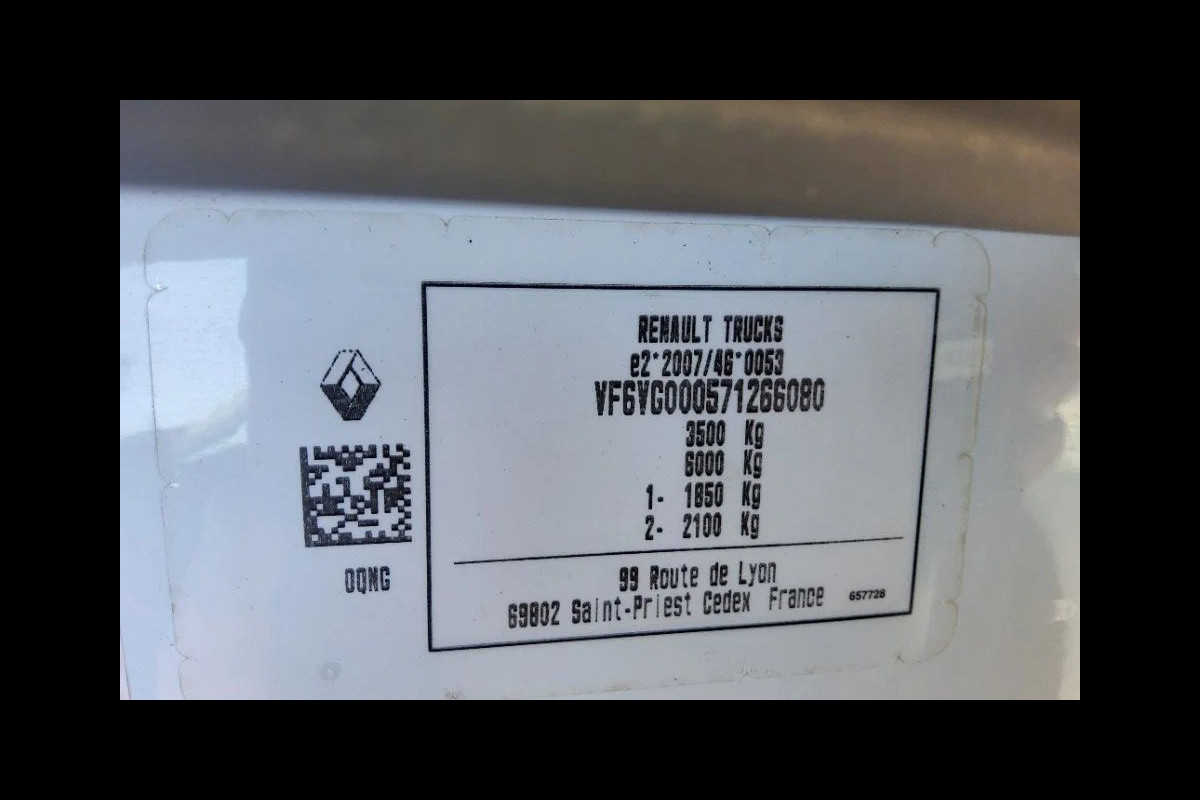 RENAULT TRUCKS
e2*2007/46*0053
VF6VG000571266080
3500 Kg
6000 Kg
1- 1850 Kg
2- 2100 Kg
99 Route de Lyon
69802 Saint-Priest Cedex France
657728
OQNG